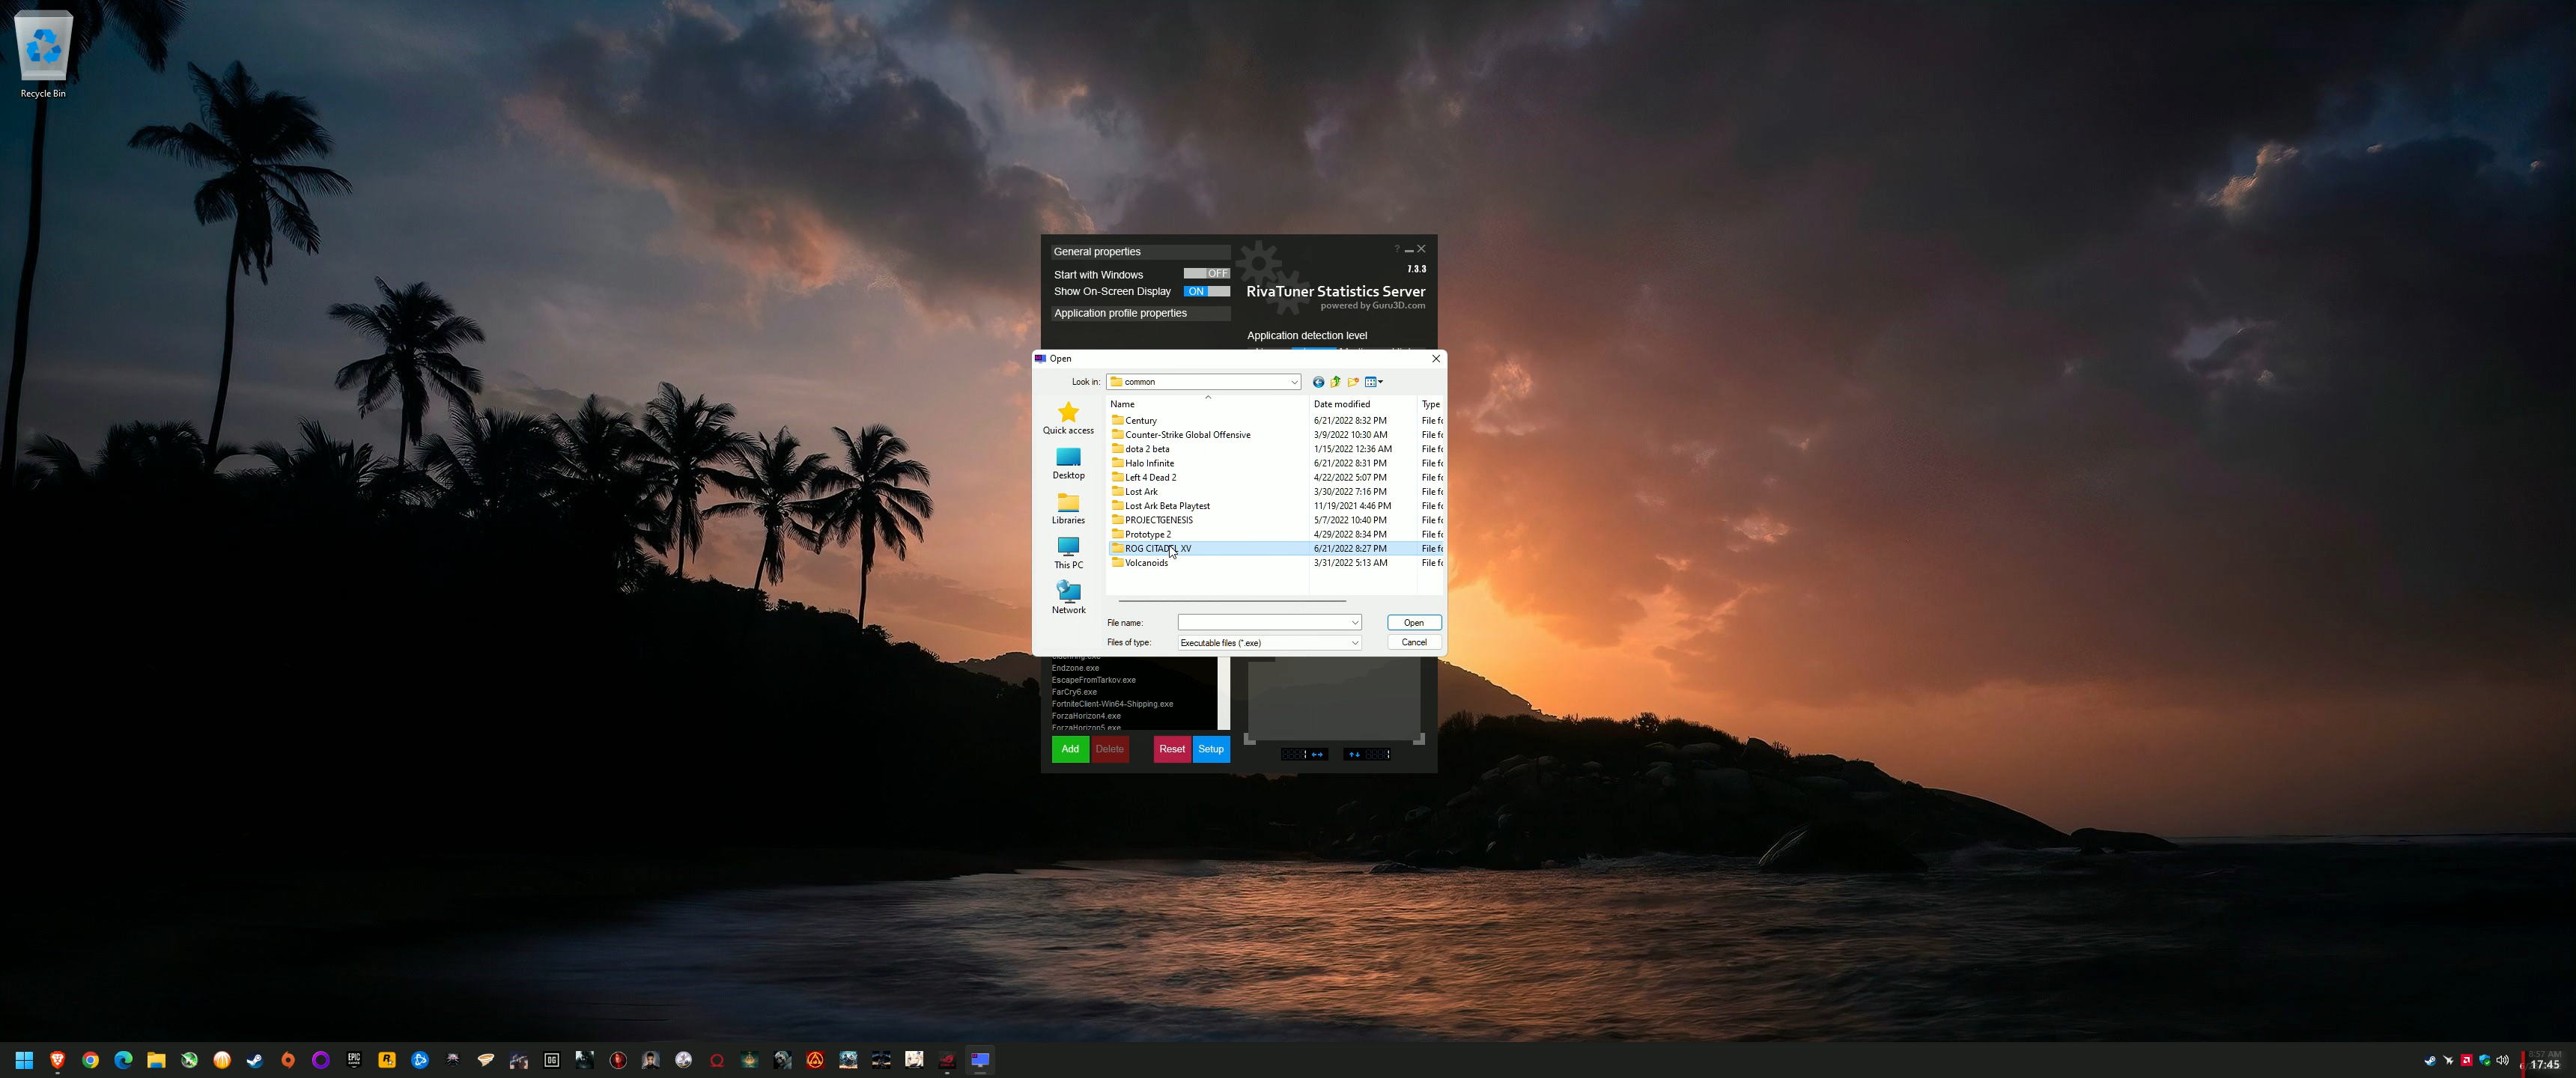 Recycle Bin
General properties
? 
Start with Windows OFF
7.3.3
Show On-Screen Display ON
RivaTuner Statistics Server
powered by Guru3D.com
Application profile properties
Application detection level
Open
Look in: common
Name Date modified Type
Century 6/21/2022 8:32 PM File fo
Counter-Strike Global Offensive 3/9/2022 10:30 AM File fo
dota 2 beta 1/15/2022 12:36 AM File fo
Halo Infinite 6/21/2022 8:31 PM File fo
Left 4 Dead 2 4/22/2022 5:07 PM File fo
Lost Ark 3/30/2022 7:16 PM File fo
Lost Ark Beta Playtest 11/19/2021 4:46 PM File fo
PROJECTGENESIS 5/7/2022 10:40 PM File fo
Prototype 2 4/29/2022 8:34 PM File fo
ROG CITADEL XV 6/21/2022 8:27 PM File fo
Volcanoids 3/31/2022 5:13 AM File fo
Quick access
Desktop
Libraries
This PC
Network
File name: Open
Files of type: Executable files (*.exe) Cancel
Endzone.exe
EscapeFromTarkov.exe
FarCry6.exe
FortniteClient-Win64-Shipping.exe
ForzaHorizon4.exe
ForzaHorizon5.exe
Add Delete Reset Setup
EPIC GAMES
R
DG
8:57 AM
17:45